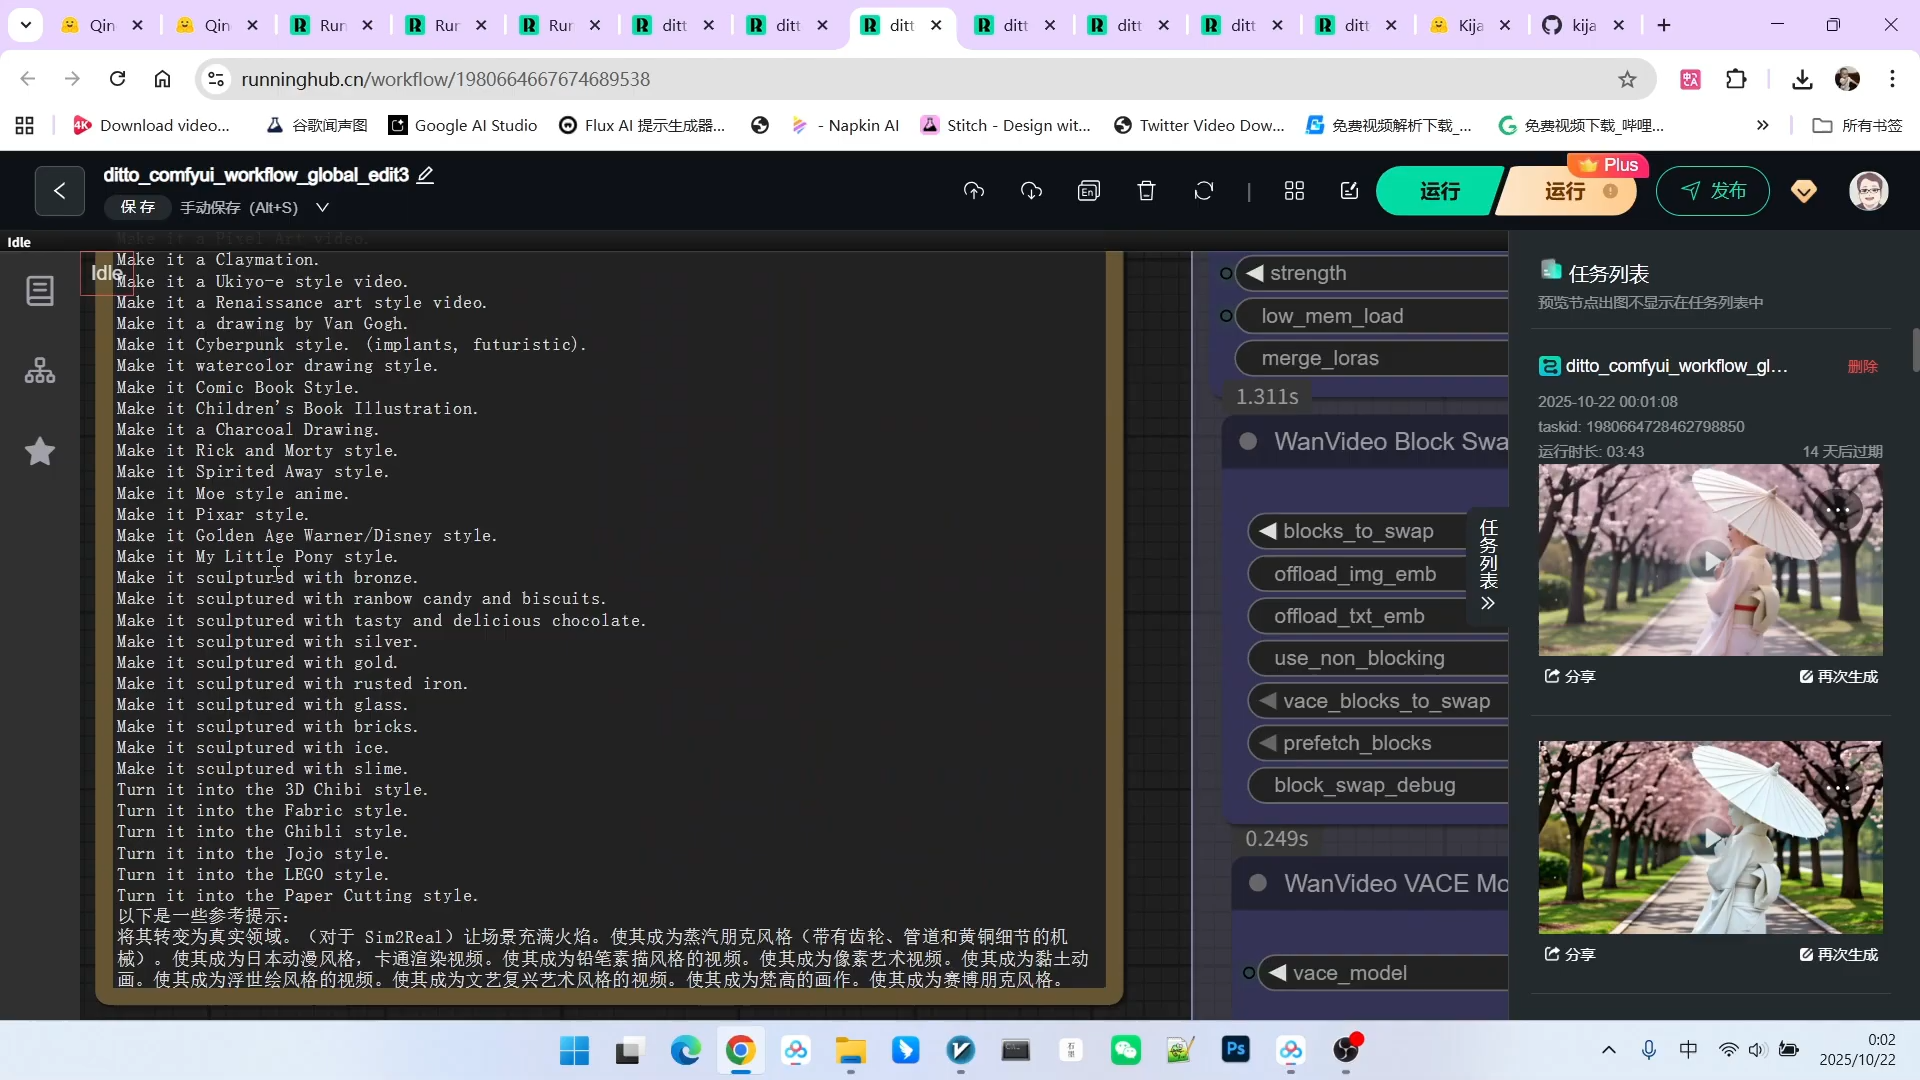 Qin
Qin
Run
Run
Run
ditt
ditt
ditt
ditt
ditt
ditt
ditt
Kija
kija
runninghub.cn/workflow/1980664667674689538
Download video...
谷歌闻声图
Google AI Studio
Flux AI 提示生成器...
- Napkin AI
Stitch - Design wit...
Twitter Video Dow...
免费视频解析下载_...
免费视频下载_哔哩...
所有书签
ditto_comfyui_workflow_global_edit3
保 存
手动保存 (Alt+S)
En
运行
运行
Plus
发布
Idle
Idle
Make it a Pixel Art video.
Make it a Claymation.
Make it a Ukiyo-e style video.
Make it a Renaissance art style video.
Make it a drawing by Van Gogh.
Make it Cyberpunk style. (implants, futuristic).
Make it watercolor drawing style.
Make it Comic Book Style.
Make it Children's Book Illustration.
Make it a Charcoal Drawing.
Make it Rick and Morty style.
Make it Spirited Away style.
Make it Moe style anime.
Make it Pixar style.
Make it Golden Age Warner/Disney style.
Make it My Little Pony style.
Make it sculptured with bronze.
Make it sculptured with ranbow candy and biscuits.
Make it sculptured with tasty and delicious chocolate.
Make it sculptured with silver.
Make it sculptured with gold.
Make it sculptured with rusted iron.
Make it sculptured with glass.
Make it sculptured with bricks.
Make it sculptured with ice.
Make it sculptured with slime.
Turn it into the 3D Chibi style.
Turn it into the Fabric style.
Turn it into the Ghibli style.
Turn it into the Jojo style.
Turn it into the LEGO style.
Turn it into the Paper Cutting style.
以下是一些参考提示：
将其转变为真实领域。（对于 Sim2Real）让场景充满火焰。使其成为蒸汽朋克风格（带有齿轮、管道和黄铜细节的机
械）。使其成为日本动漫风格，卡通渲染视频。使其成为铅笔素描风格的视频。使其成为像素艺术视频。使其成为黏土动
画。使其成为浮世绘风格的视频。使其成为文艺复兴艺术风格的视频。使其成为梵高的画作。使其成为赛博朋克风格。
strength
low_mem_load
merge_loras
1.311s
WanVideo Block Swa
blocks_to_swap
offload_img_emb
offload_txt_emb
use_non_blocking
vace_blocks_to_swap
prefetch_blocks
block_swap_debug
0.249s
WanVideo VACE Mo
vace_model
任务列表
任务列表
预览节点出图不显示在任务列表中
ditto_comfyui_workflow_gl...
删除
2025-10-22 00:01:08
taskid: 1980664728462798850
运行时长: 03:43
14 天后过期
分享
再次生成
分享
再次生成
Ps
中
0:02
2025/10/22